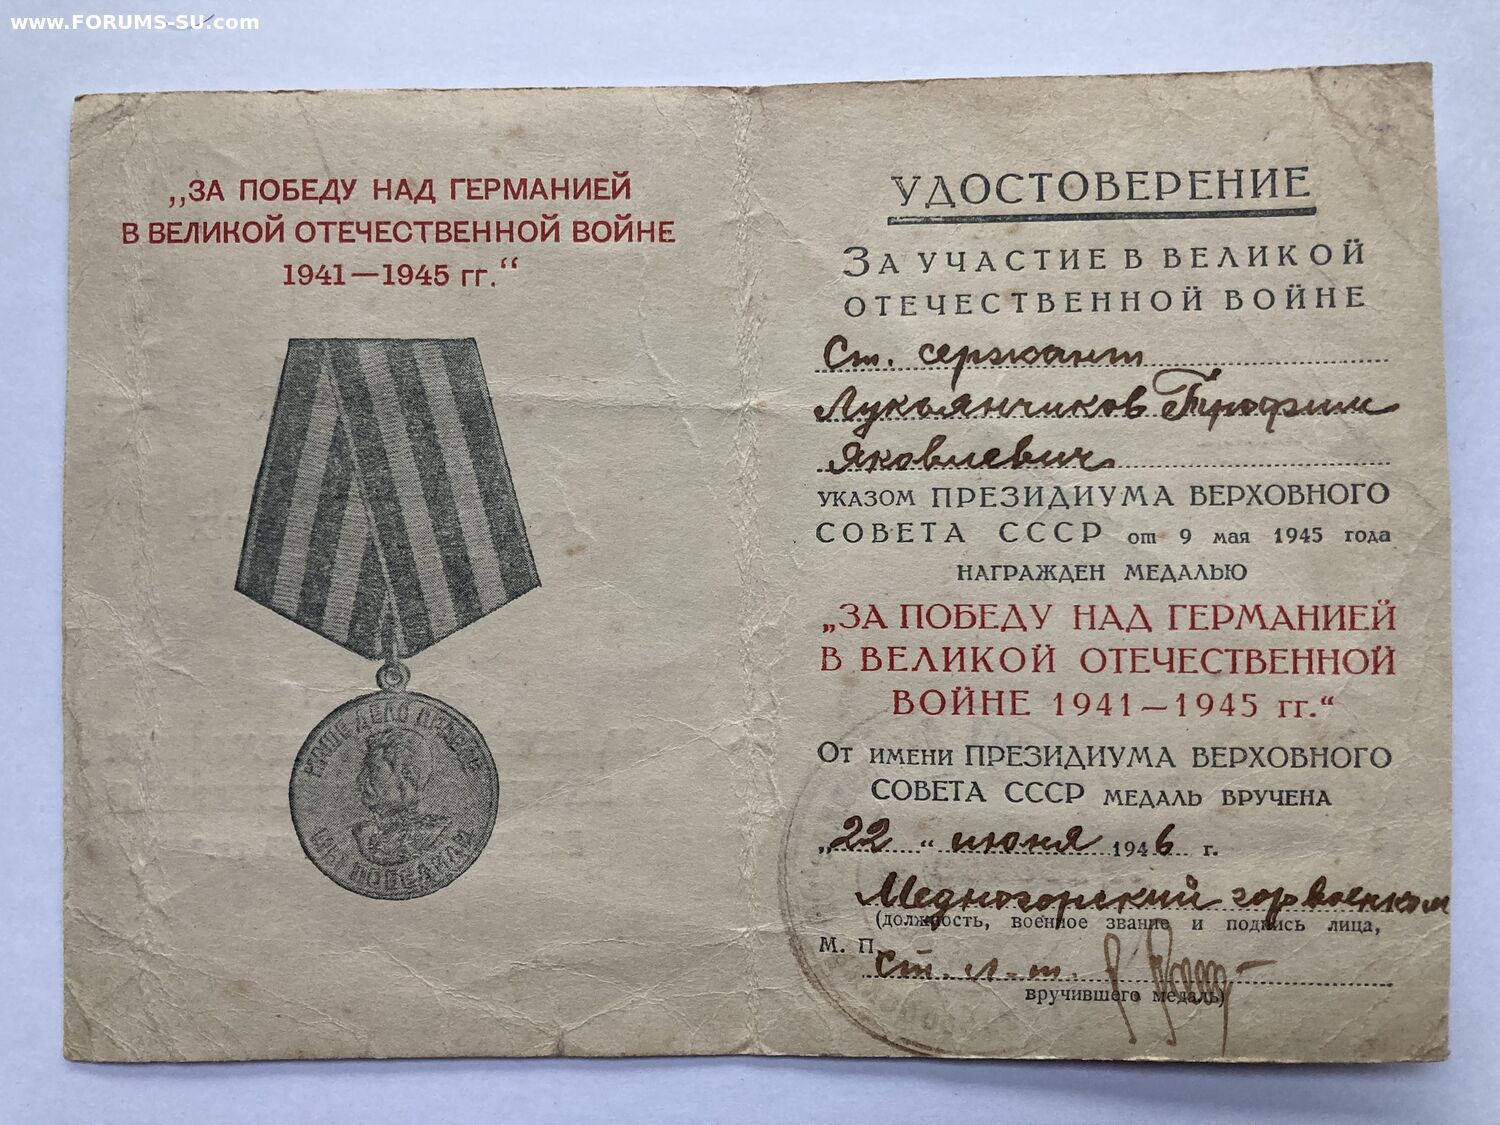 www.FORUMS-SU.com
„ЗА ПОБЕДУ НАД ГЕРМАНИЕЙ
В ВЕЛИКОЙ ОТЕЧЕСТВЕННОЙ ВОЙНЕ
1941—1945 гг.“
НАШЕ ДЕЛО ПРАВОЕ
МЫ ПОБЕДИЛИ
УДОСТОВЕРЕНИЕ
ЗА УЧАСТИЕ В ВЕЛИКОЙ
ОТЕЧЕСТВЕННОЙ ВОЙНЕ
Ст. сержант
Лукьянчиков Трофим
Яковлевич
УКАЗОМ ПРЕЗИДИУМА ВЕРХОВНОГО
СОВЕТА СССР от 9 мая 1945 года
НАГРАЖДЕН МЕДАЛЬЮ
„ЗА ПОБЕДУ НАД ГЕРМАНИЕЙ
В ВЕЛИКОЙ ОТЕЧЕСТВЕННОЙ
ВОЙНЕ 1941—1945 гг.“
ОТ ИМЕНИ ПРЕЗИДИУМА ВЕРХОВНОГО
СОВЕТА СССР МЕДАЛЬ ВРУЧЕНА
„22“ июня 1946 г.
Медногорский горвоенком
(должность, военное звание и подпись лица,
М. П.
Ст. л-т.
вручившего медаль)